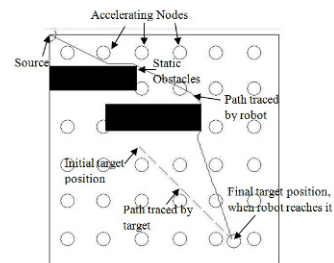 Accelerating Nodes
Source
Static
Obstacles
Path traced
by robot
Initial target
position
Final target position,
when robot reaches it
Path traced by
target